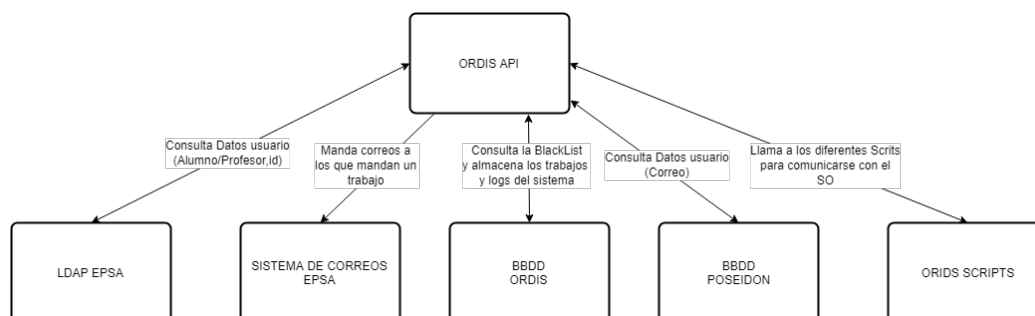 ORDIS API
Consulta Datos usuario
(Alumno/Profesor,id)
Manda correos a
los que mandan un
trabajo
Consulta la BlackList
y almacena los trabajos
y logs del sistema
Consulta Datos usuario
(Correo)
Llama a los diferentes Scrits
para comunicarse con el
SO
LDAP EPSA
SISTEMA DE CORREOS
EPSA
BBDD
ORDIS
BBDD
POSEIDON
ORIDS SCRIPTS